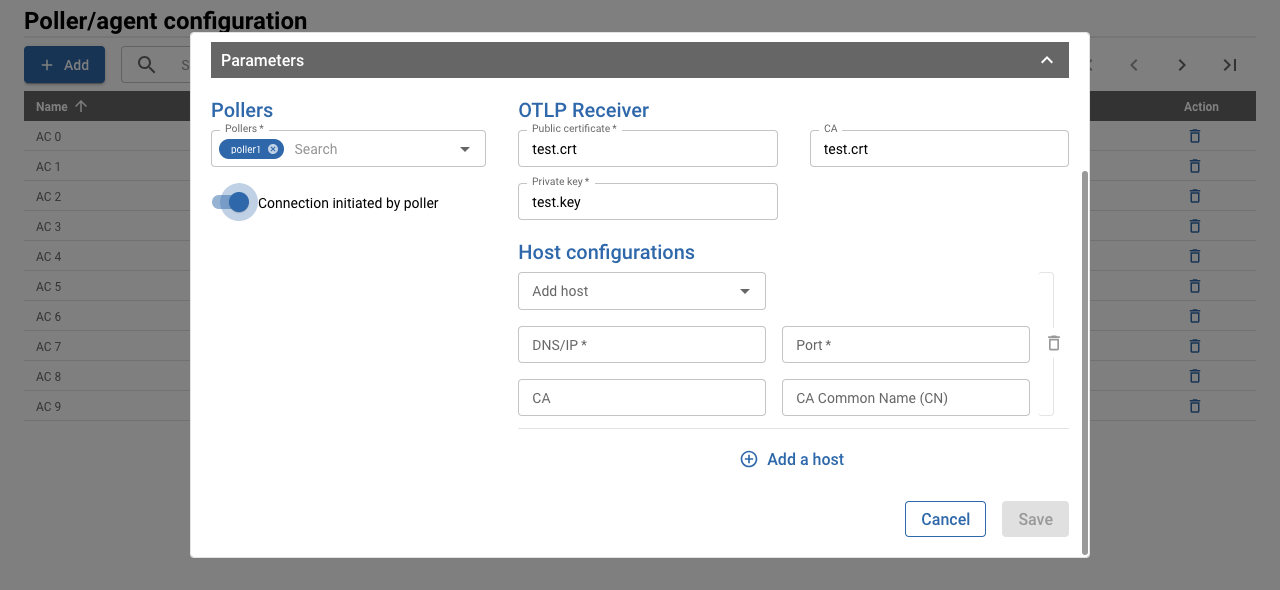 Poller/agent configuration
Add
S
Name
Action
AC 0
AC 1
AC 2
AC 3
AC 4
AC 5
AC 6
AC 7
AC 8
AC 9
Parameters
Pollers
Pollers *
poller1
Search
Connection initiated by poller
OTLP Receiver
Public certificate *
test.crt
CA
test.crt
Private key *
test.key
Host configurations
Add host
DNS/IP *
Port *
CA
CA Common Name (CN)
Add a host
Cancel
Save